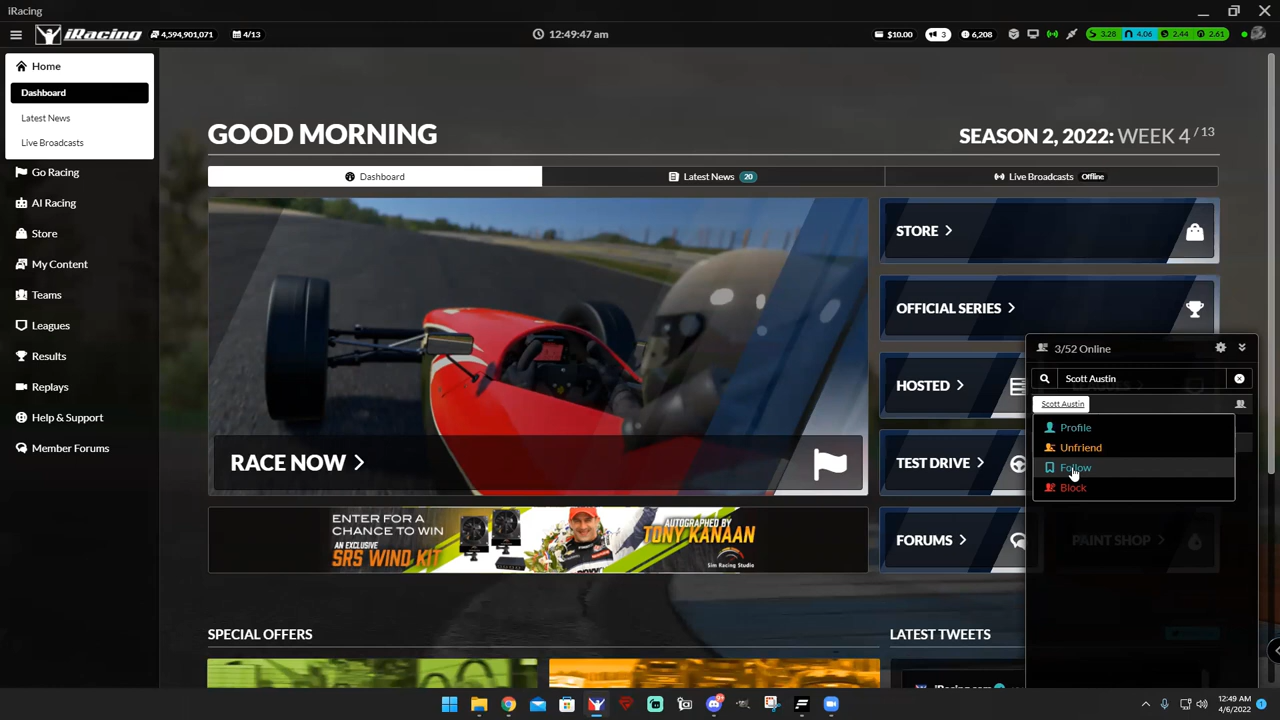 iRacing
iRacing 4,594,901,071 4/13 12:49:47 am $10.00 3 6,208 3.28 4.06 2.44 2.61
Home
Dashboard
Latest News
Live Broadcasts
Go Racing
AI Racing
Store
My Content
Teams
Leagues
Results
Replays
Help & Support
Member Forums
GOOD MORNING
SEASON 2, 2022: WEEK 4 / 13
Dashboard Latest News 20 Live Broadcasts Offline
RACE NOW
ENTER FOR A
CHANCE TO WIN
AN EXCLUSIVE
SRS WIND KIT
AUTOGRAPHED BY
TONY KANAAN
Sim Racing Studio
STORE
OFFICIAL SERIES
HOSTED
TEST DRIVE
FORUMS
PAINT SHOP
3/52 Online
Scott Austin
Scott Austin
Profile
Unfriend
Follow
Block
SPECIAL OFFERS
LATEST TWEETS
iRacing.com
9+
12:49 AM
4/6/2022